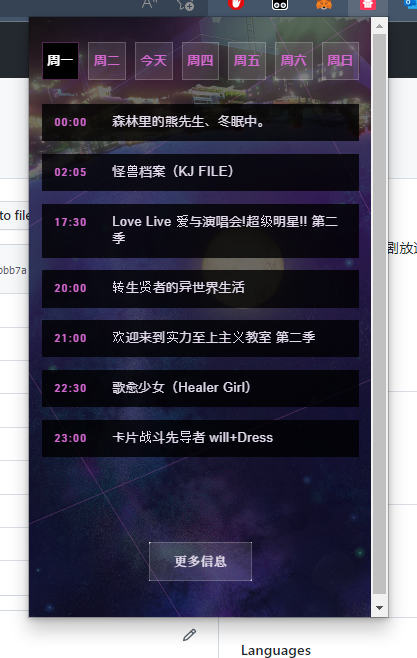 周一 周二 今天 周四 周五 周六 周日
00:00 森林里的熊先生、冬眠中。
02:05 怪兽档案（KJ FILE）
to file
17:30 Love Live 爱与演唱会!超级明星!! 第二
季
剧放送
bbb7a
20:00 转生贤者的异世界生活
21:00 欢迎来到实力至上主义教室 第二季
22:30 歌愈少女（Healer Girl）
23:00 卡片战斗先导者 will+Dress
更多信息
Languages